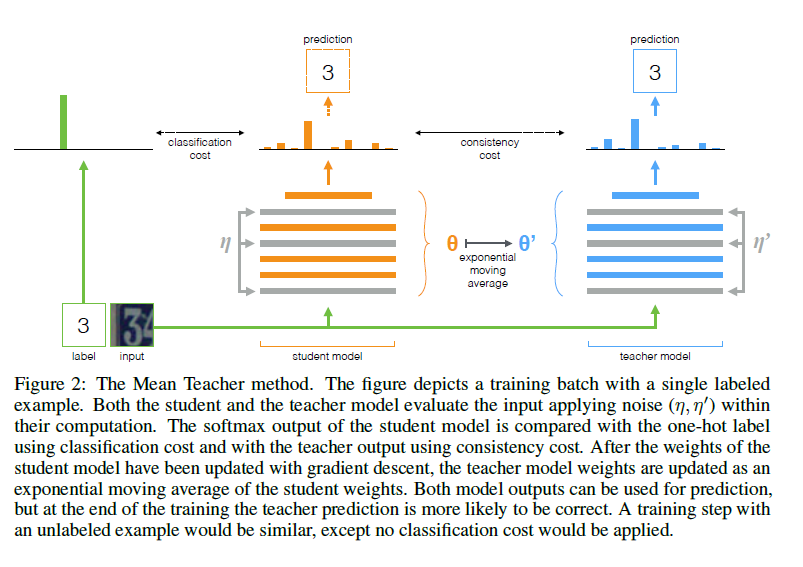 prediction
prediction
3
3
classification
cost
consistency
cost
η
θ
θ’
η’
exponential
moving
average
3
34
label
input
student model
teacher model
Figure 2: The Mean Teacher method. The figure depicts a training batch with a single labeled
example. Both the student and the teacher model evaluate the input applying noise (η, η′) within
their computation. The softmax output of the student model is compared with the one-hot label
using classification cost and with the teacher output using consistency cost. After the weights of the
student model have been updated with gradient descent, the teacher model weights are updated as an
exponential moving average of the student weights. Both model outputs can be used for prediction,
but at the end of the training the teacher prediction is more likely to be correct. A training step with
an unlabeled example would be similar, except no classification cost would be applied.